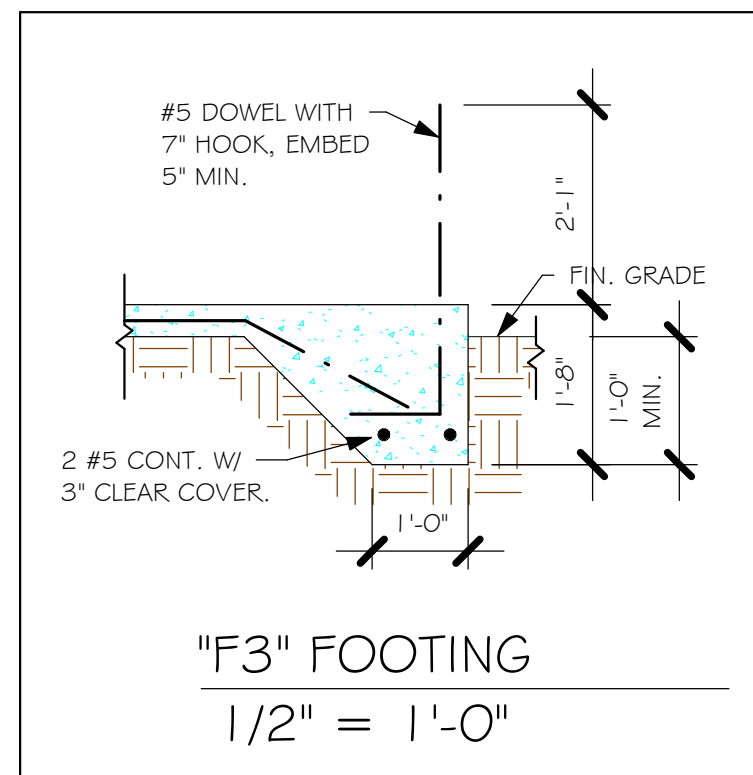 #5 DOWEL WITH
7" HOOK, EMBED
5" MIN.
2'-1"
FIN. GRADE
1'-8"
1'-0"
MIN.
2 #5 CONT. W/
3" CLEAR COVER.
1'-0"
"F3" FOOTING
1/2" = 1'-0"